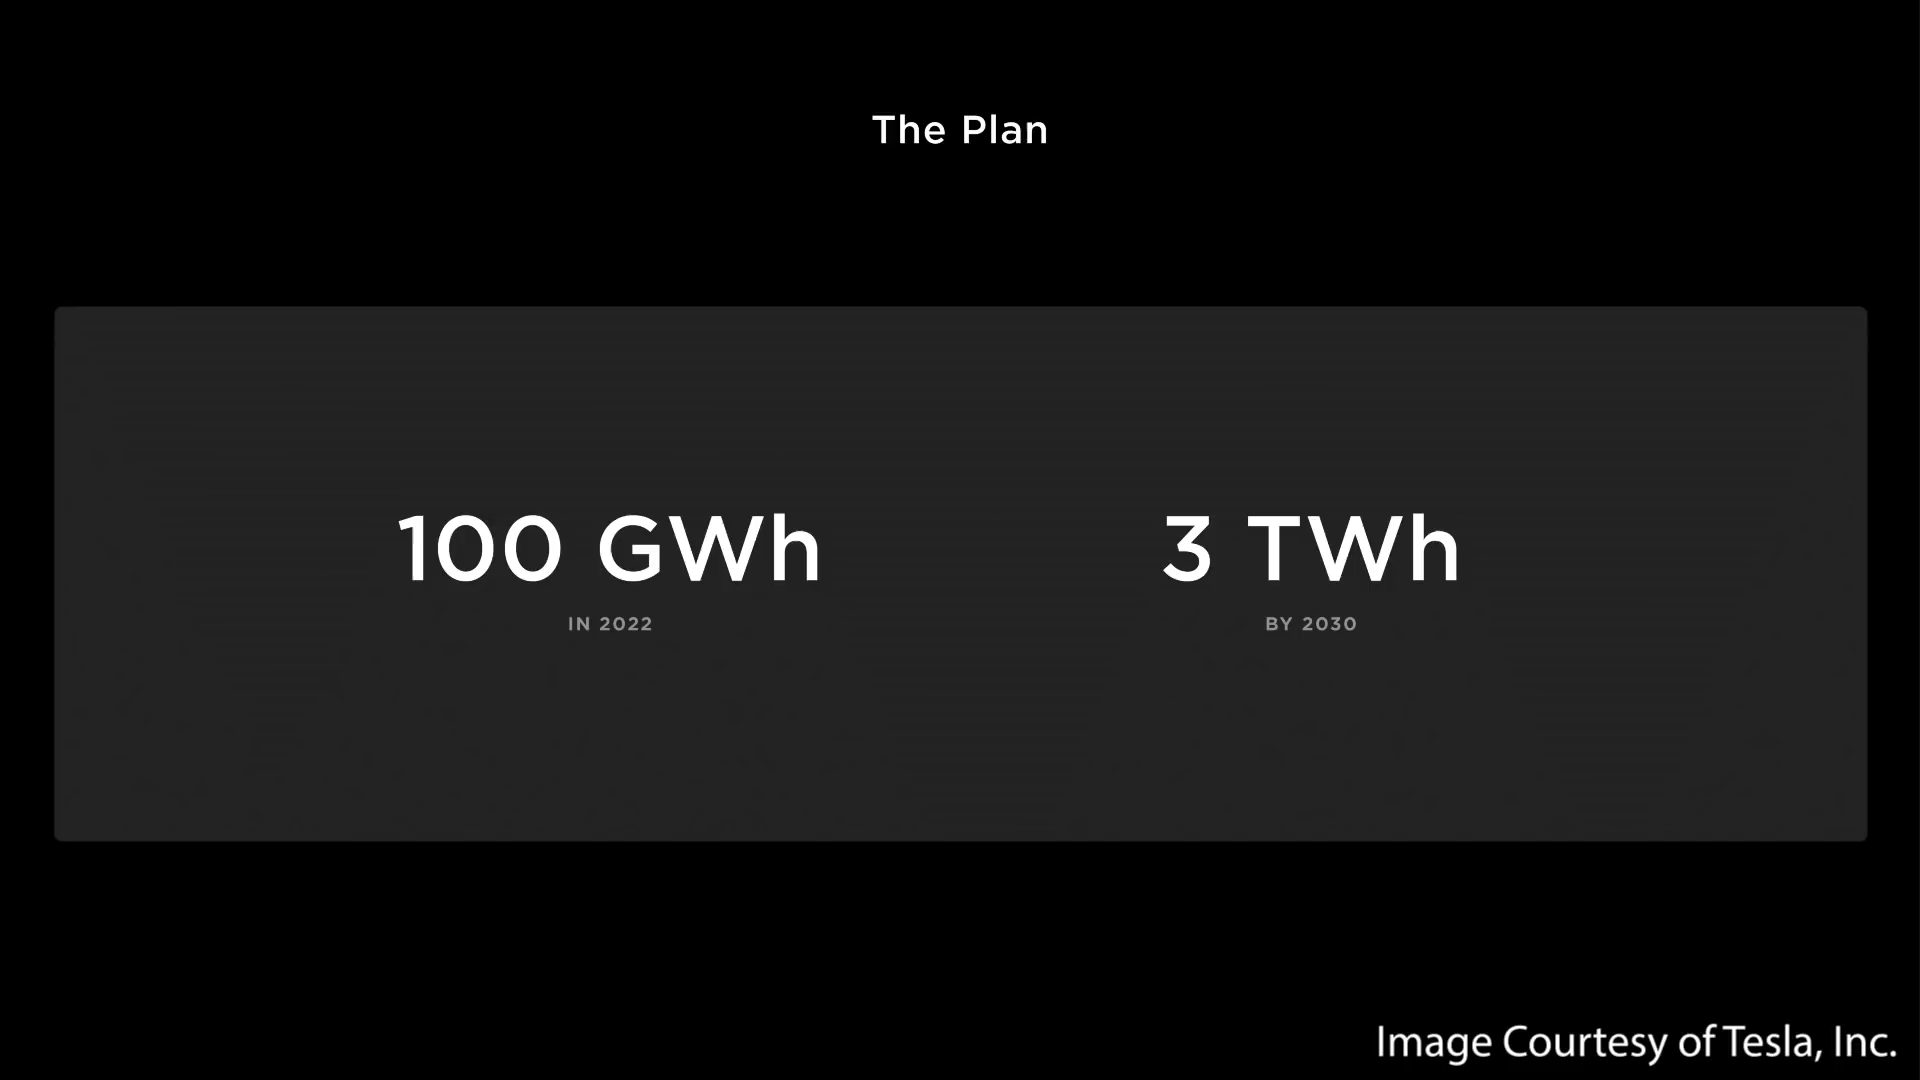 The Plan
100 GWh
IN 2022
3 TWh
BY 2030
Image Courtesy of Tesla, Inc.